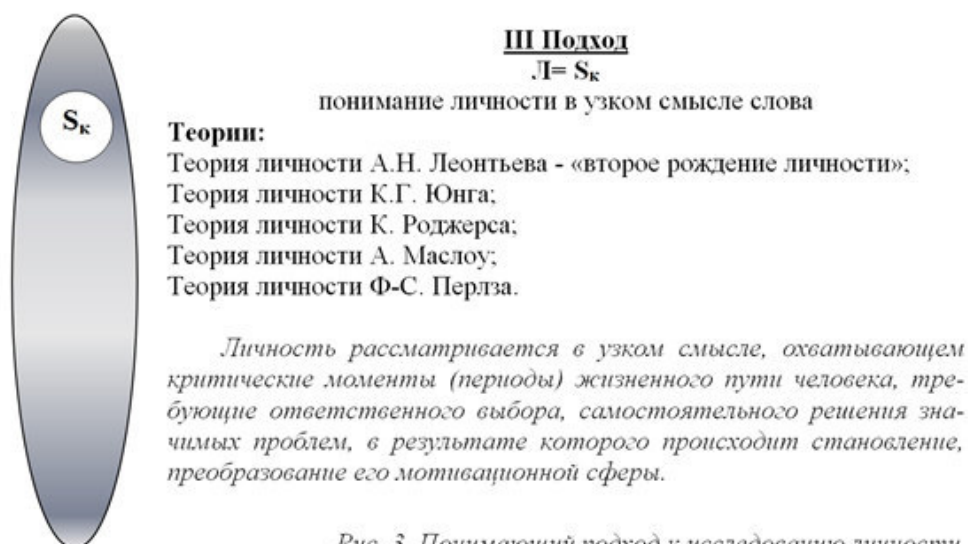 III Подход
Л= Sк
понимание личности в узком смысле слова
Sк
Теории:
Теория личности А.Н. Леонтьева - «второе рождение личности»;
Теория личности К.Г. Юнга;
Теория личности К. Роджерса;
Теория личности А. Маслоу;
Теория личности Ф-С. Перлза.
Личность рассматривается в узком смысле, охватывающем
критические моменты (периоды) жизненного пути человека, тре-
бующие ответственного выбора, самостоятельного решения зна-
чимых проблем, в результате которого происходит становление,
преобразование его мотивационной сферы.
Рис. 3. Понимающий подход к исследованию личности